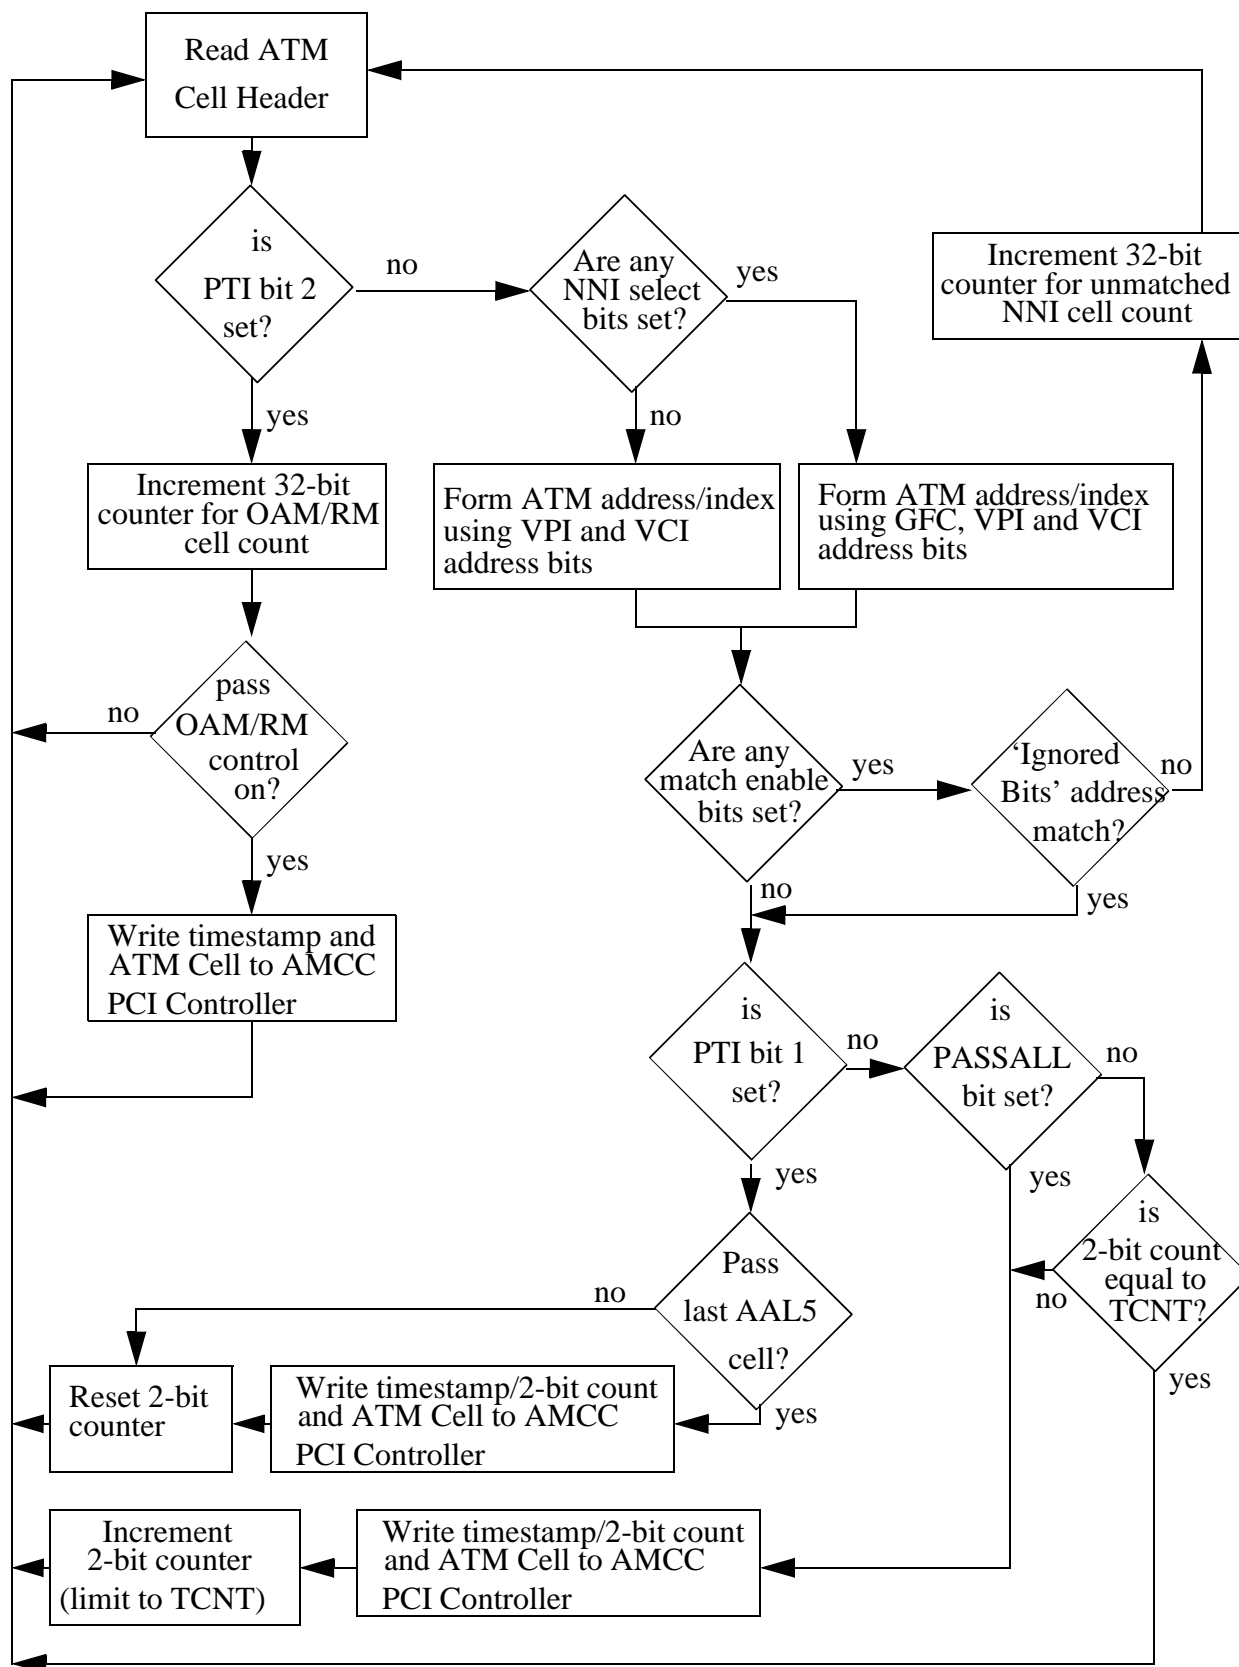 Read ATM
Cell Header
is
PTI bit 2
set?
no
yes
Are any
NNI select
bits set?
yes
no
Increment 32-bit
counter for unmatched
NNI cell count
Increment 32-bit
counter for OAM/RM
cell count
Form ATM address/index
using VPI and VCI
address bits
Form ATM address/index
using GFC, VPI and VCI
address bits
pass
OAM/RM
control
on?
no
yes
Are any
match enable
bits set?
yes
no
‘Ignored
Bits’ address
match?
no
yes
Write timestamp and
ATM Cell to AMCC
PCI Controller
is
PTI bit 1
set?
no
yes
is
PASSALL
bit set?
no
yes
is
2-bit count
equal to
TCNT?
no
yes
Pass
last AAL5
cell?
no
yes
Reset 2-bit
counter
Write timestamp/2-bit count
and ATM Cell to AMCC
PCI Controller
Increment
2-bit counter
(limit to TCNT)
Write timestamp/2-bit count
and ATM Cell to AMCC
PCI Controller